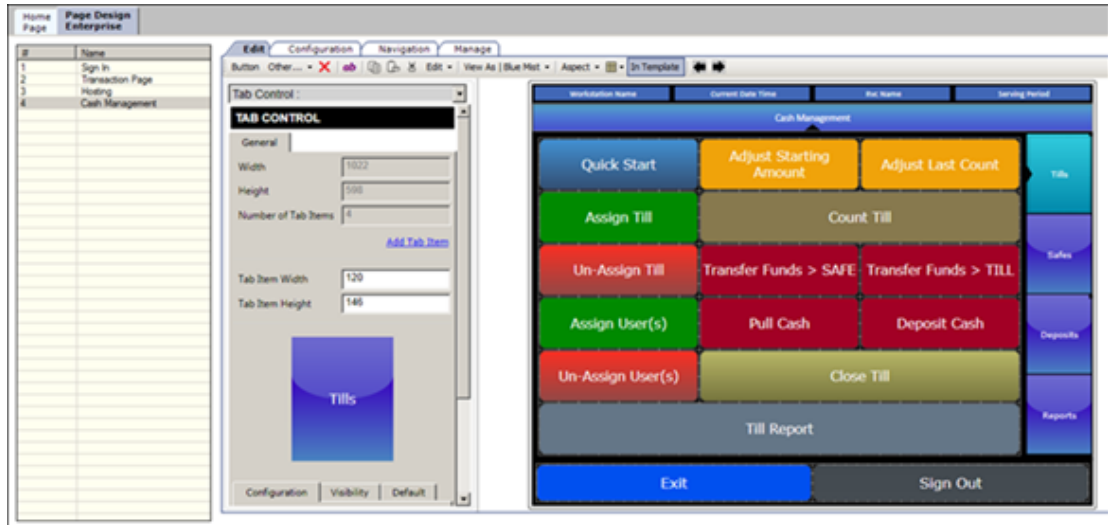 Home Page
Page Design Enterprise
# Name
1 Sign In
2 Transaction Page
3 Hosting
4 Cash Management
Edit Configuration Navigation Manage
Button Other... ab Edit View As | Blue Mist Aspect In Template
Tab Control :
TAB CONTROL
General
Width 1022
Height 598
Number of Tab Items 4
Add Tab Item
Tab Item Width 120
Tab Item Height 146
Tills
Configuration Visibility Default
Workstation Name Current Date Time Rvc Name Serving Period
Cash Management
Quick Start Adjust Starting Amount Adjust Last Count Tills
Assign Till Count Till
Safes
Un-Assign Till Transfer Funds > SAFE Transfer Funds > TILL
Assign User(s) Pull Cash Deposit Cash Deposits
Un-Assign User(s) Close Till
Till Report Reports
Exit Sign Out